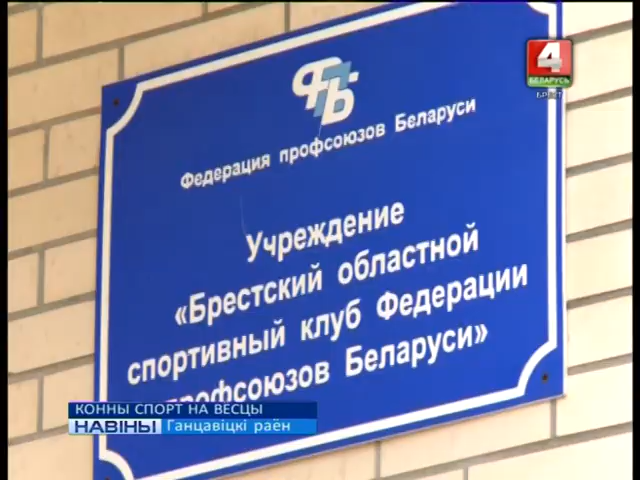 4
БЕЛАРУСЬ
БРЭСТ
ФПБ
Федерация профсоюзов Беларуси
Учреждение
«Брестский областной
спортивный клуб Федерации
профсоюзов Беларуси»
КОННЫ СПОРТ НА ВЕСЦЫ
НАВІНЫ Ганцавіцкі раён